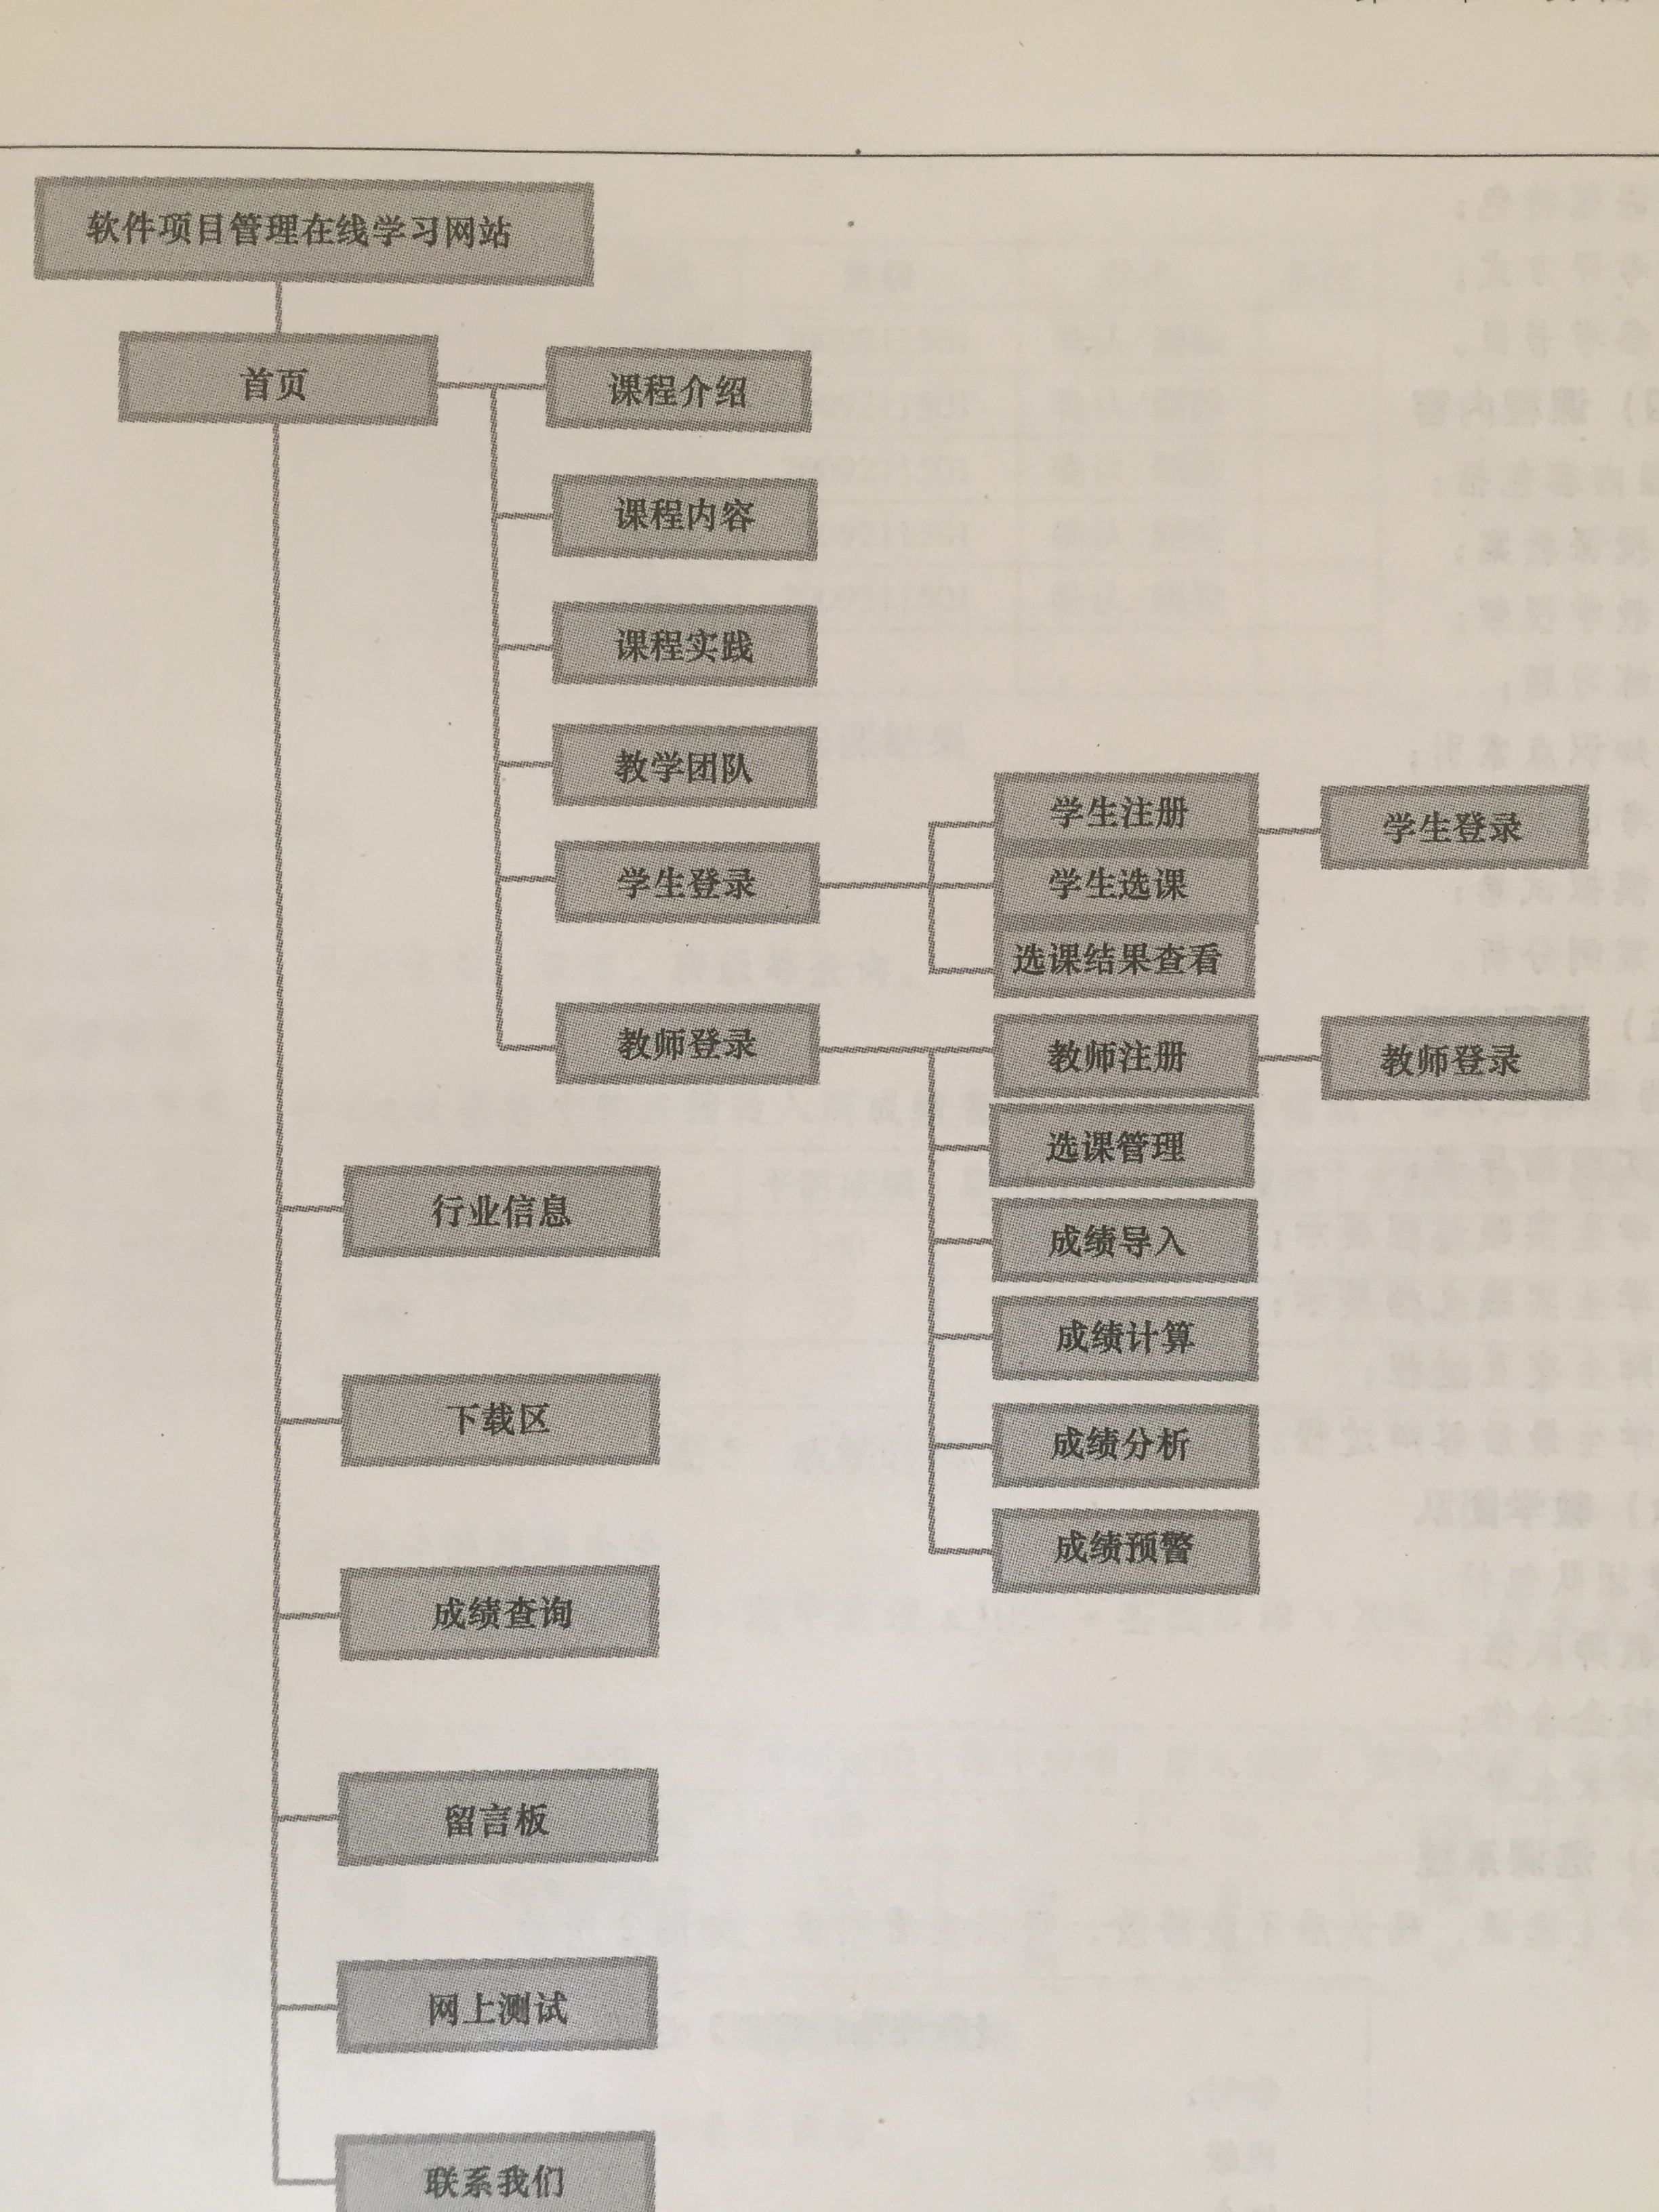 软件项目管理在线学习网站
首页
课程介绍
课程内容
课程实践
教学团队
学生登录
学生注册
学生登录
学生选课
选课结果查看
教师登录
教师注册
教师登录
选课管理
成绩导入
成绩计算
成绩分析
成绩预警
行业信息
下载区
成绩查询
留言板
网上测试
联系我们